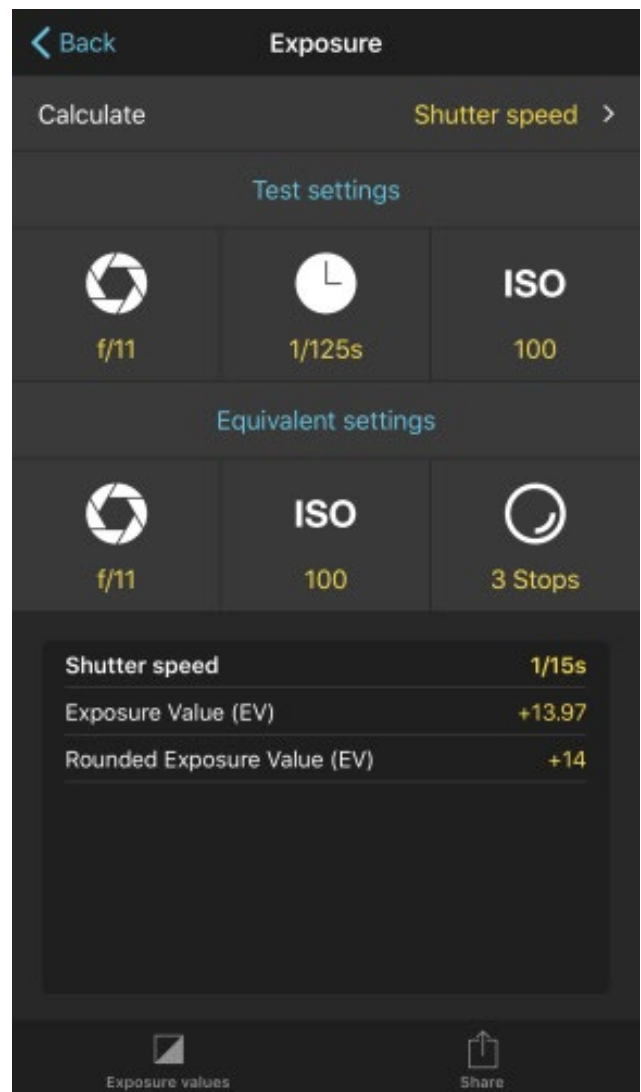 Back Exposure
Calculate Shutter speed
Test settings
ISO
f/11 1/125s 100
Equivalent settings
ISO
f/11 100 3 Stops
Shutter speed 1/15s
Exposure Value (EV) +13.97
Rounded Exposure Value (EV) +14
Exposure values Share